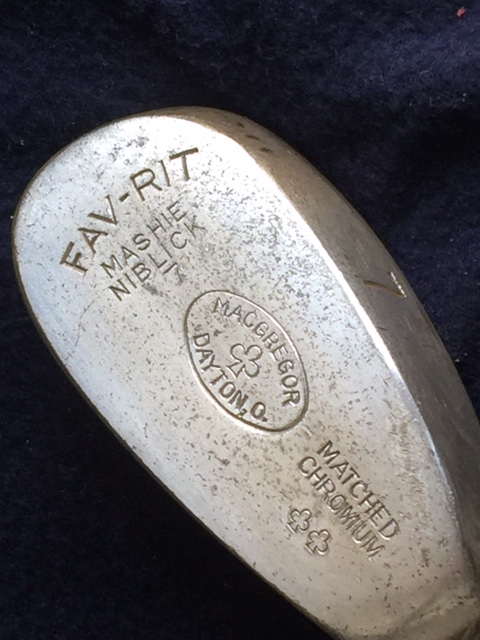 FAV-RIT
MASHIE
NIBLICK
7
MACGREGOR
DAYTON, O.
MATCHED
CHROMIUM
7